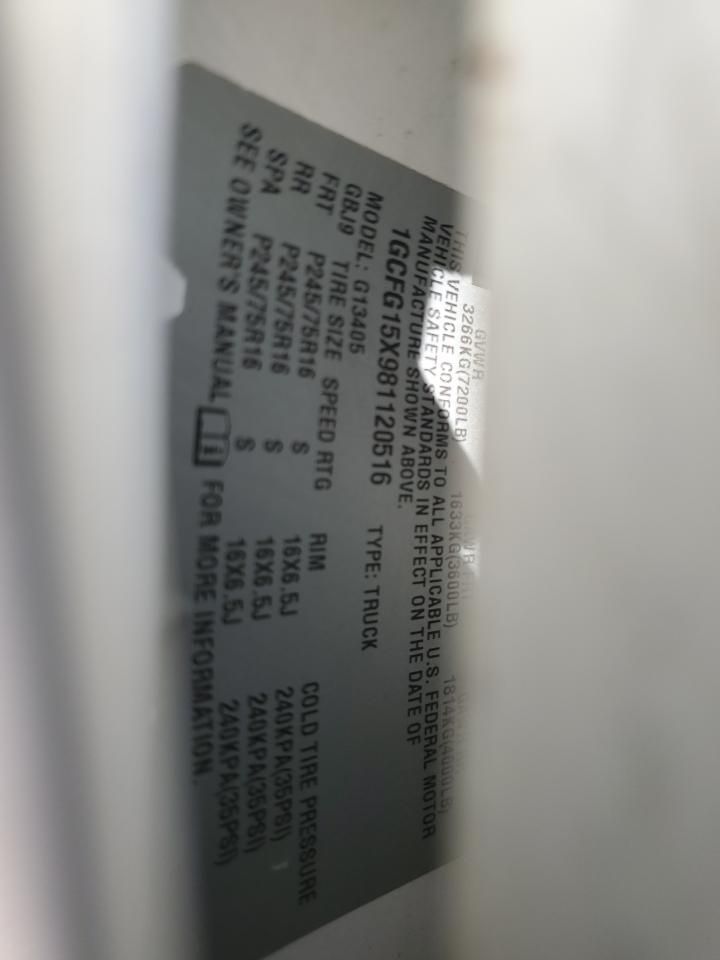 GVWR GAWR FRT
3266KG(7200LB) 1633KG(3600LB) 1814KG(4000LB)
THIS VEHICLE CONFORMS TO ALL APPLICABLE U.S. FEDERAL MOTOR
VEHICLE SAFETY STANDARDS IN EFFECT ON THE DATE OF
MANUFACTURE SHOWN ABOVE.
1GCFG15X981120516 TYPE: TRUCK
MODEL: G13405
GBJ9 TIRE SIZE SPEED RTG RIM COLD TIRE PRESSURE
FRT P245/75R16 S 16X6.5J 240KPA(35PSI)
RR P245/75R16 S 16X6.5J 240KPA(35PSI)
SPA P245/75R16 S 16X6.5J 240KPA(35PSI)
SEE OWNER'S MANUAL FOR MORE INFORMATION.